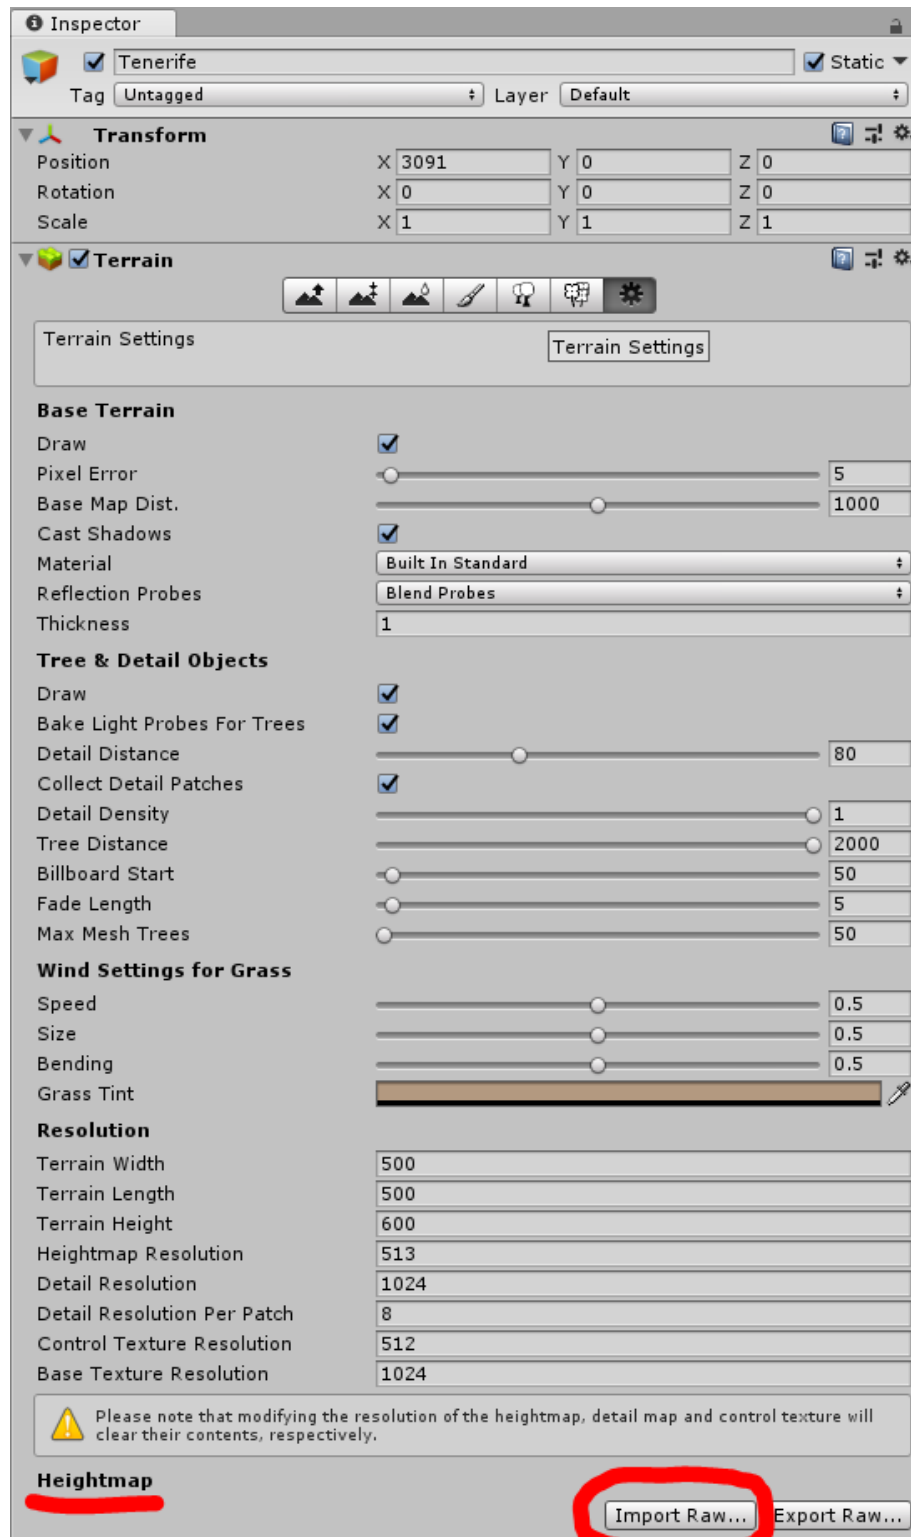 Inspector
Tenerife
Static
Tag Untagged Layer Default
Transform
Position X 3091 Y 0 Z 0
Rotation X 0 Y 0 Z 0
Scale X 1 Y 1 Z 1
Terrain
Terrain Settings
Terrain Settings
Base Terrain
Draw
Pixel Error 5
Base Map Dist. 1000
Cast Shadows
Material Built In Standard
Reflection Probes Blend Probes
Thickness 1
Tree & Detail Objects
Draw
Bake Light Probes For Trees
Detail Distance 80
Collect Detail Patches
Detail Density 1
Tree Distance 2000
Billboard Start 50
Fade Length 5
Max Mesh Trees 50
Wind Settings for Grass
Speed 0.5
Size 0.5
Bending 0.5
Grass Tint
Resolution
Terrain Width 500
Terrain Length 500
Terrain Height 600
Heightmap Resolution 513
Detail Resolution 1024
Detail Resolution Per Patch 8
Control Texture Resolution 512
Base Texture Resolution 1024
Please note that modifying the resolution of the heightmap, detail map and control texture will
clear their contents, respectively.
Heightmap
Import Raw... Export Raw...